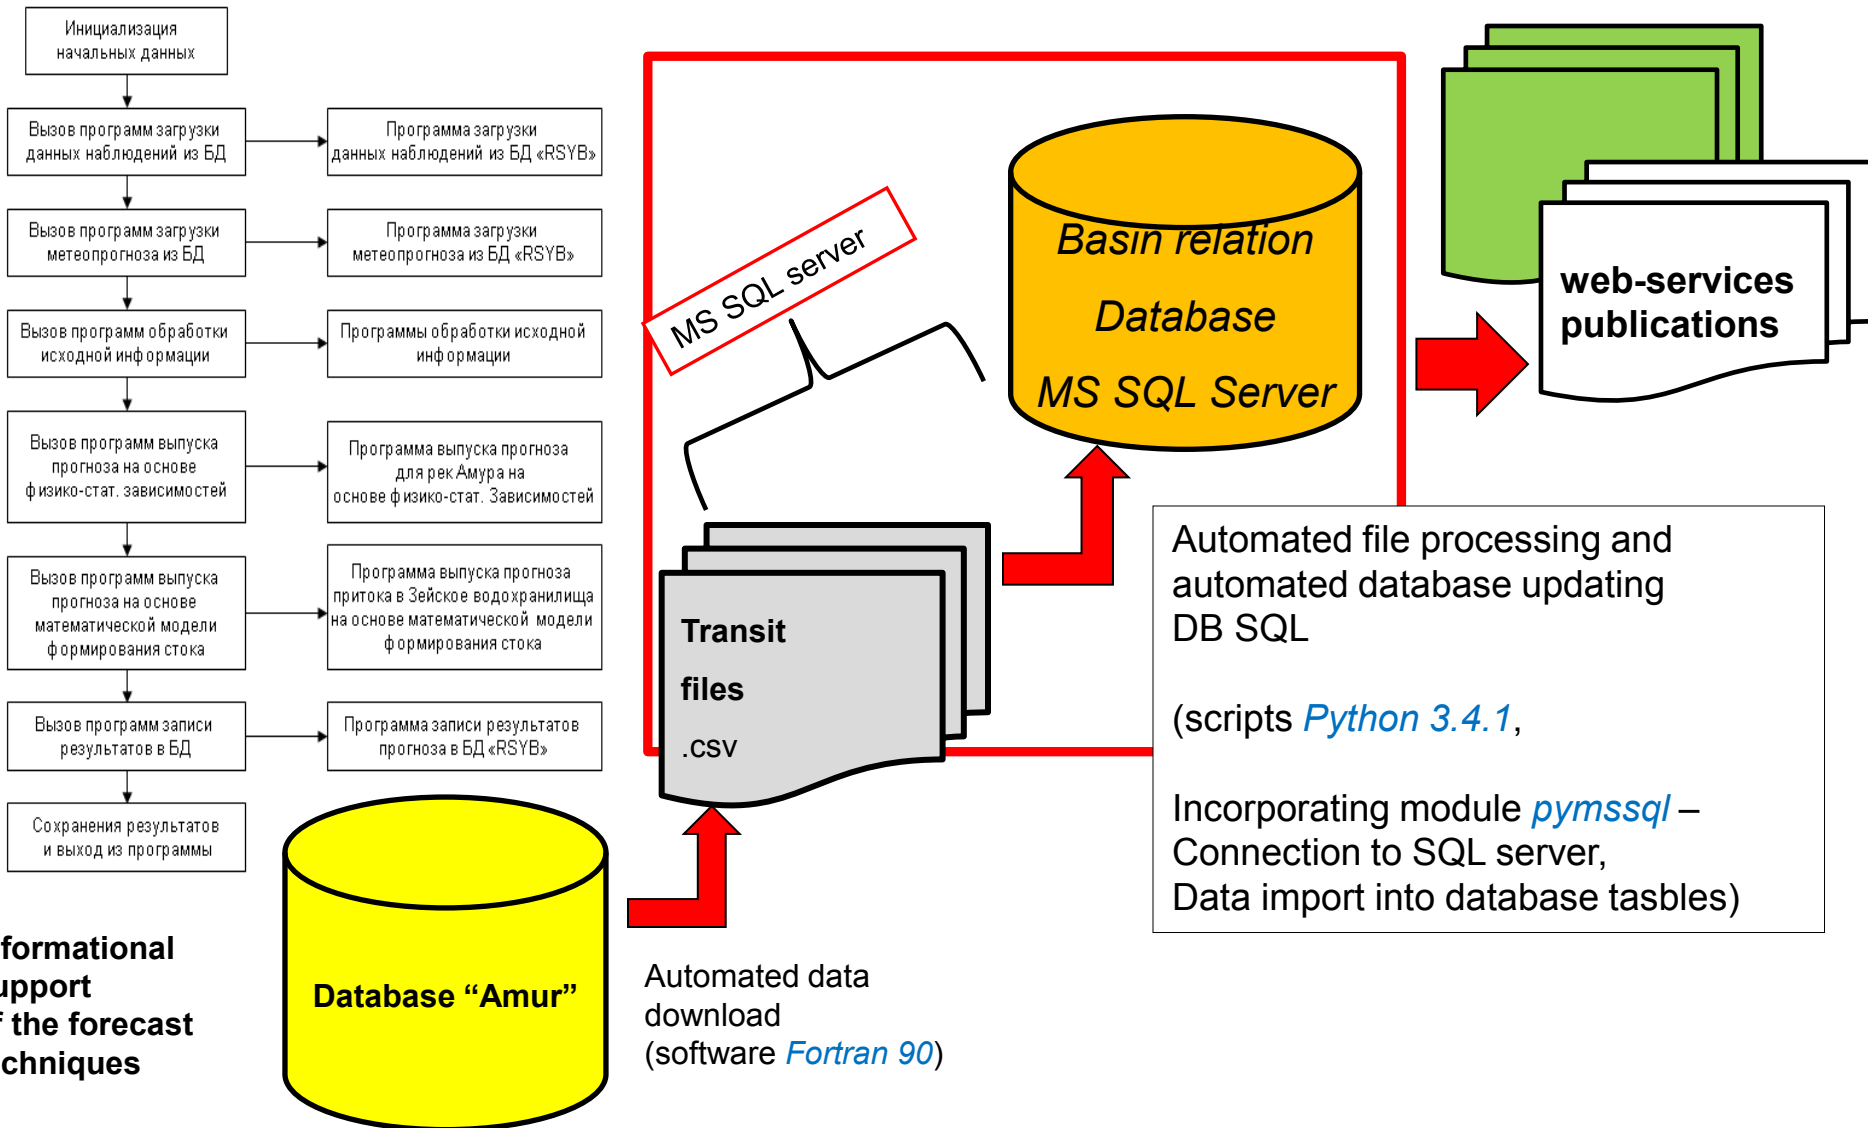 Инициализация
начальных данных
Вызов программ загрузки
данных наблюдений из БД
Программа загрузки
данных наблюдений из БД «RSYB»
Вызов программ загрузки
метеопрогноза из БД
Программа загрузки
метеопрогноза из БД «RSYB»
Вызов программ обработки
исходной информации
Программы обработки исходной
информации
Вызов программ выпуска
прогноза на основе
физико-стат. зависимостей
Программа выпуска прогноза
для рек Амура на
основе физико-стат. Зависимостей
Вызов программ выпуска
прогноза на основе
математической модели
формирования стока
Программа выпуска прогноза
притока в Зейское водохранилища
на основе математической модели
формирования стока
Вызов программ записи
результатов в БД
Программа записи результатов
прогноза в БД «RSYB»
Сохранения результатов
и выход из программы
formational
upport
f the forecast
chniques
Database “Amur”
Automated data
download
(software Fortran 90)
Transit
files
.csv
MS SQL server
Basin relation
Database
MS SQL Server
web-services
publications
Automated file processing and
automated database updating
DB SQL
(scripts Python 3.4.1,
Incorporating module pymssql –
Connection to SQL server,
Data import into database tasbles)